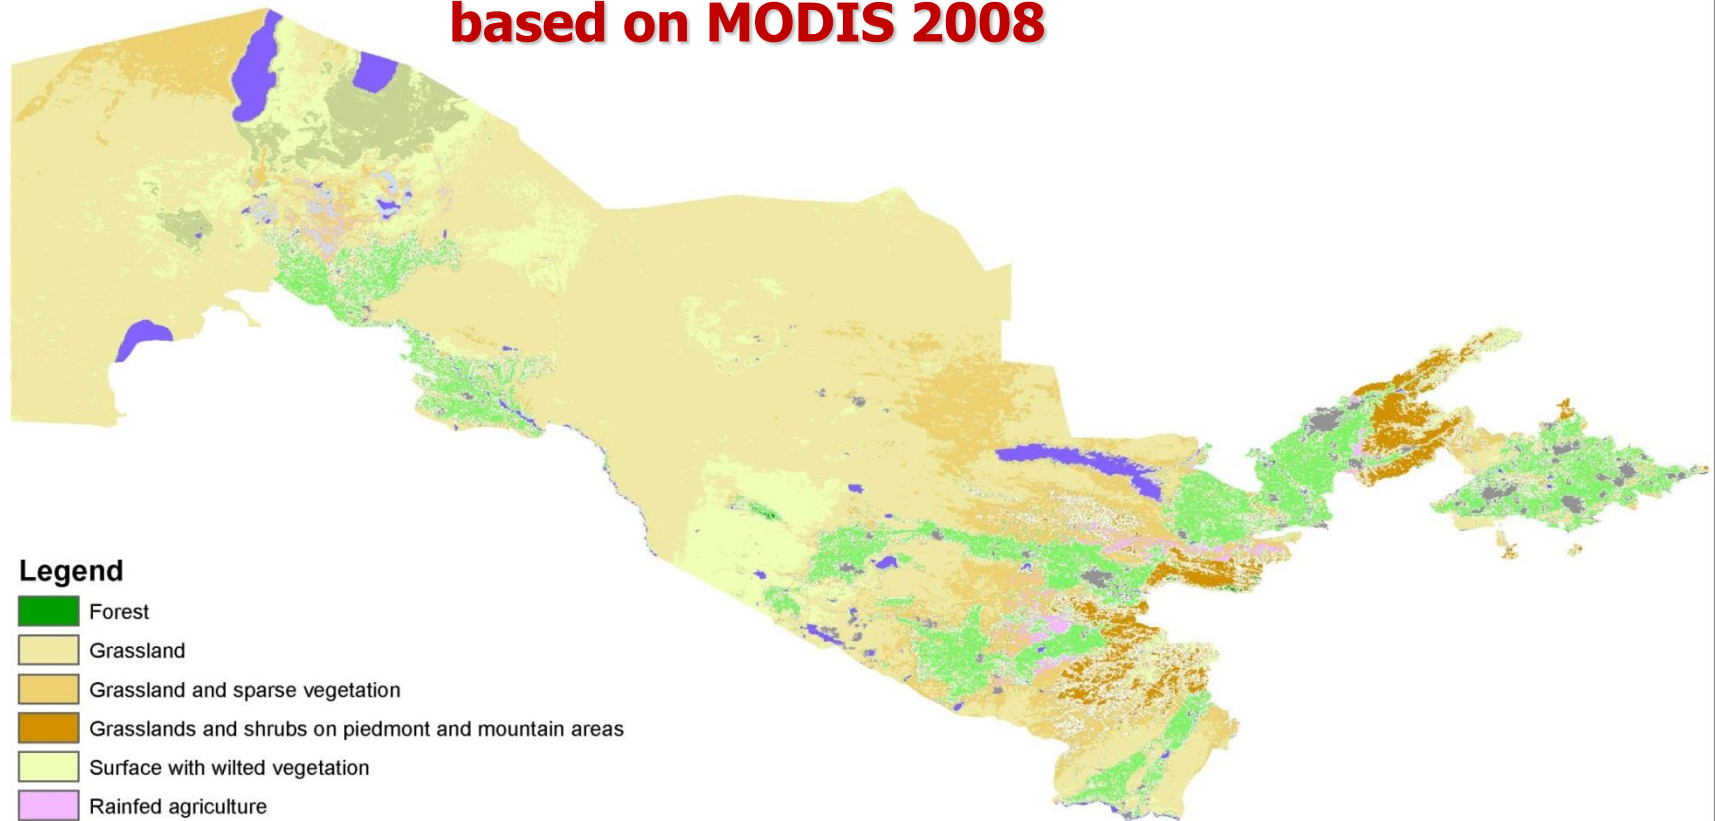 based on MODIS 2008
Legend
Forest
Grassland
Grassland and sparse vegetation
Grasslands and shrubs on piedmont and mountain areas
Surface with wilted vegetation
Rainfed agriculture